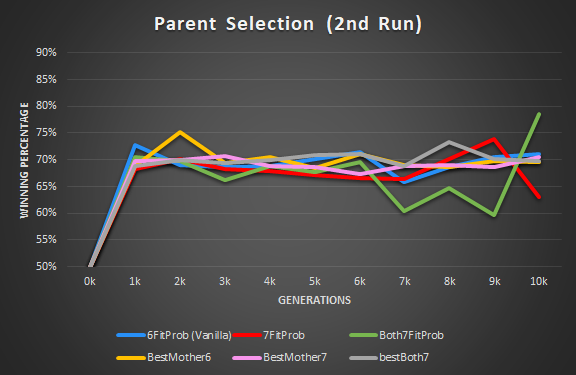 Parent Selection (2nd Run)
90%
85%
80%
75%
70%
65%
60%
55%
50%
WINNING PERCENTAGE
0k 1k 2k 3k 4k 5k 6k 7k 8k 9k 10k
GENERATIONS
6FitProb (Vanilla) 7FitProb Both7FitProb
BestMother6 BestMother7 bestBoth7